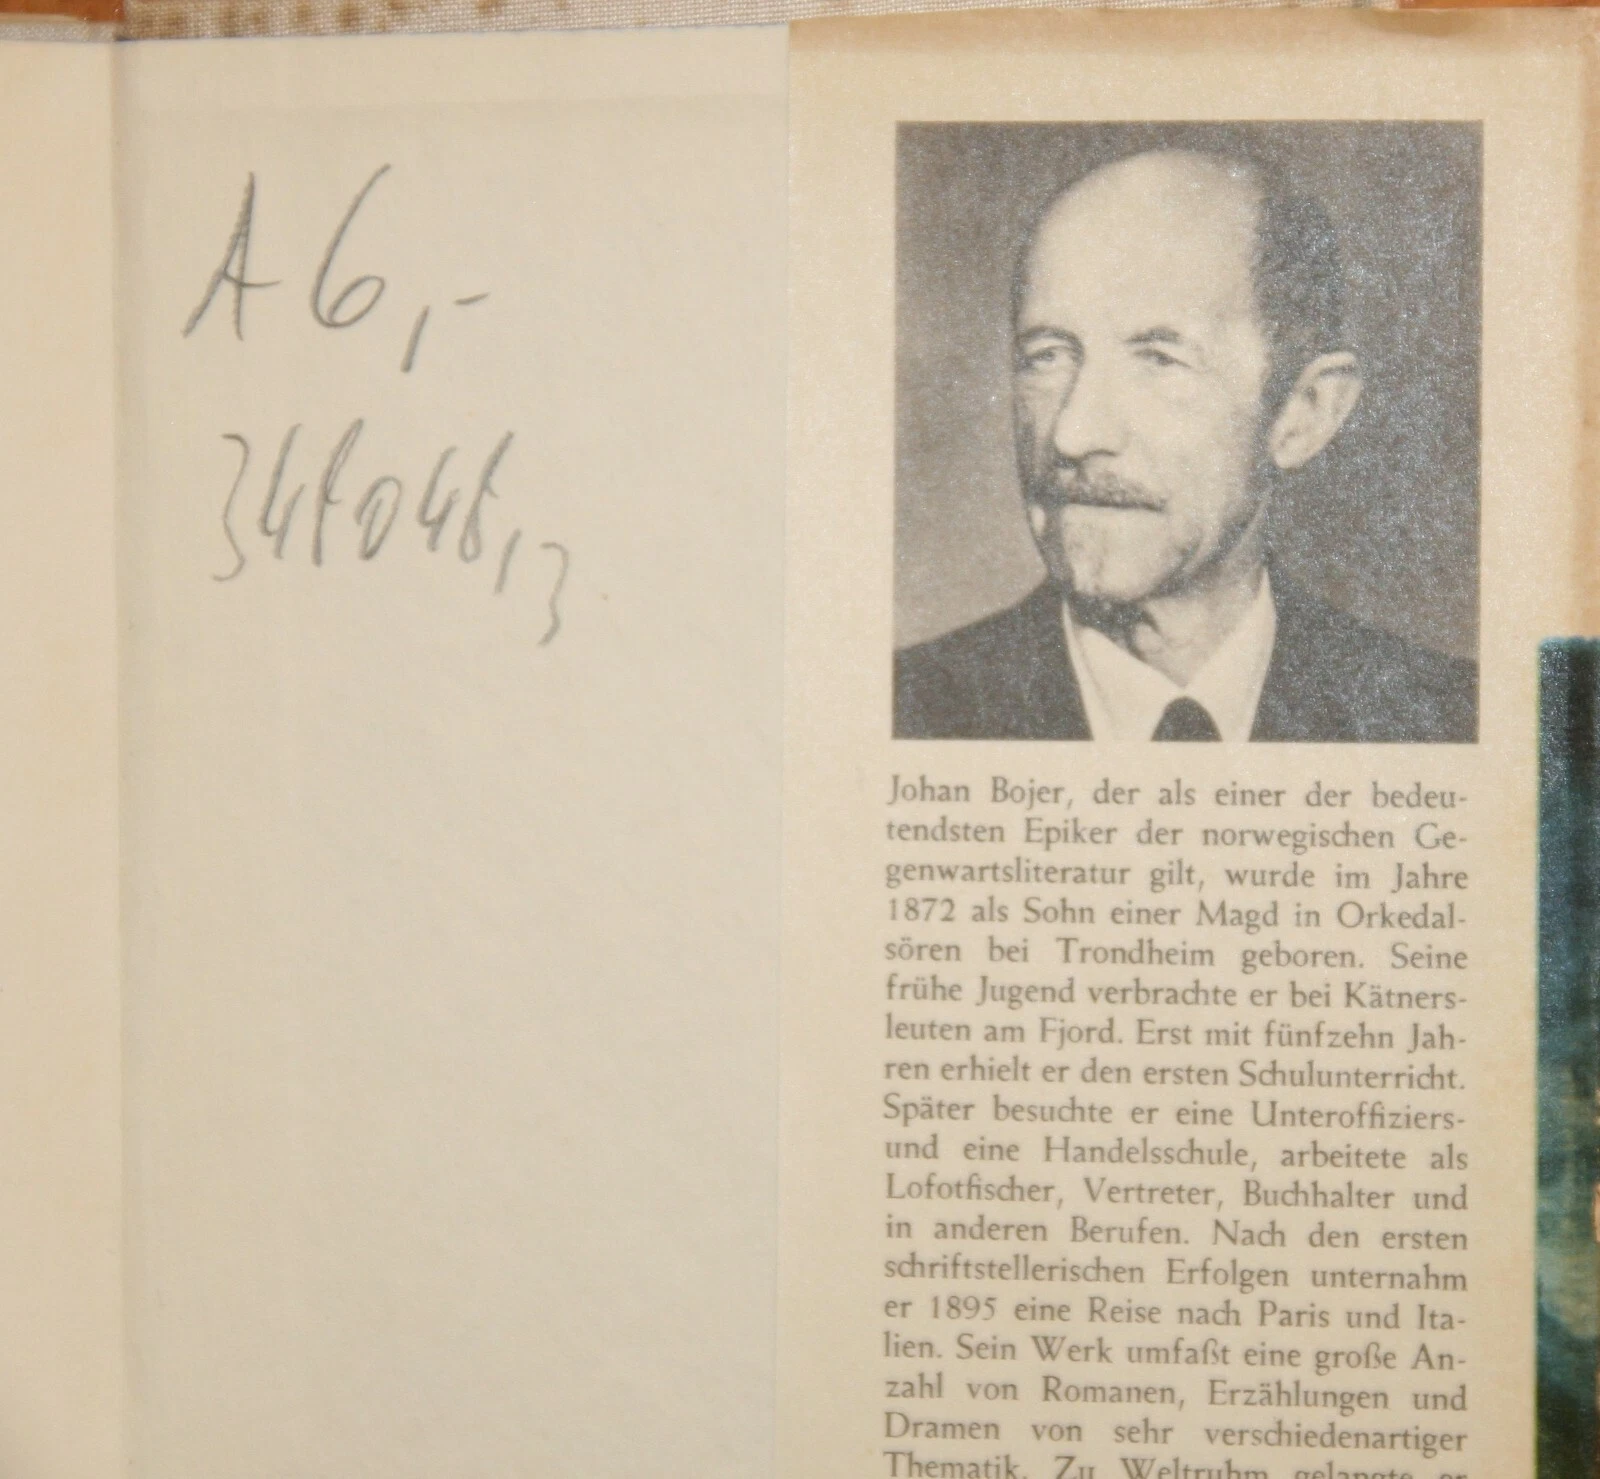 A 6,-
Johan Bojer, der als einer der bedeu-
tendsten Epiker der norwegischen Ge-
genwartsliteratur gilt, wurde im Jahre
1872 als Sohn einer Magd in Orkedal-
sören bei Trondheim geboren. Seine
frühe Jugend verbrachte er bei Kätners-
leuten am Fjord. Erst mit fünfzehn Jah-
ren erhielt er den ersten Schulunterricht.
Später besuchte er eine Unteroffiziers-
und eine Handelsschule, arbeitete als
Lofotfischer, Vertreter, Buchhalter und
in anderen Berufen. Nach den ersten
schriftstellerischen Erfolgen unternahm
er 1895 eine Reise nach Paris und Ita-
lien. Sein Werk umfaßt eine große An-
zahl von Romanen, Erzählungen und
Dramen von sehr verschiedenartiger
Thematik. Zu Weltruhm gelangte er